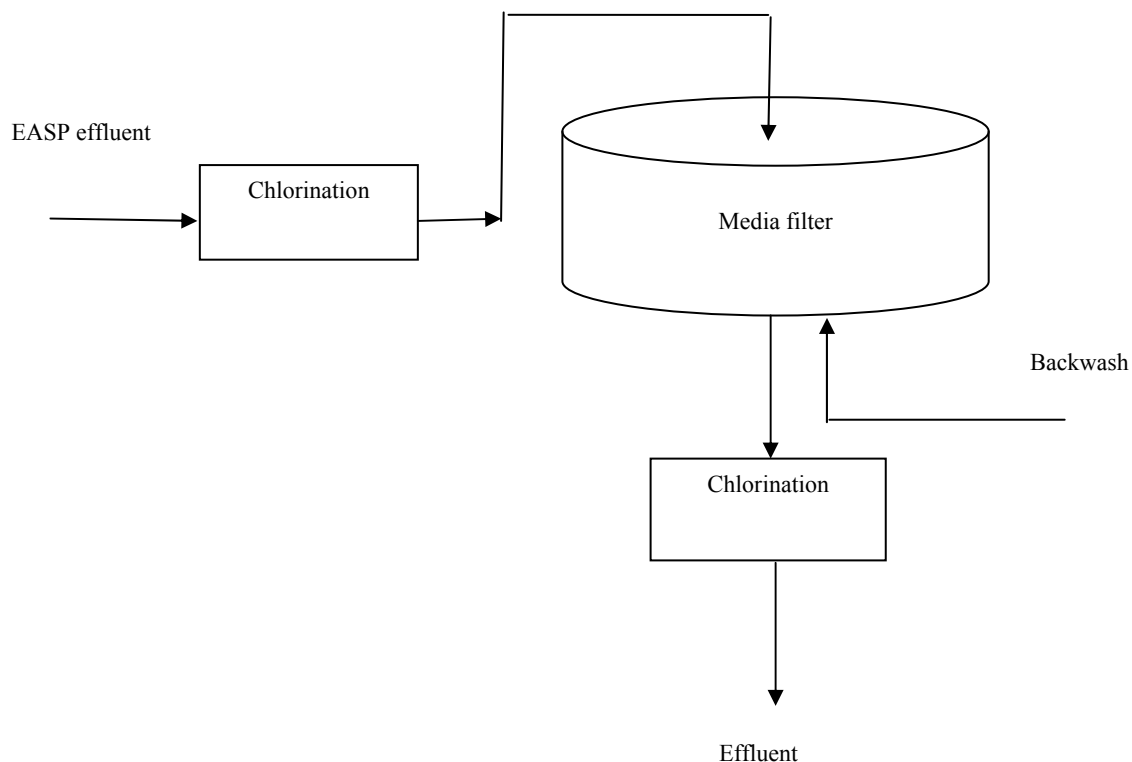 EASP effluent
Chlorination
Media filter
Backwash
Chlorination
Effluent